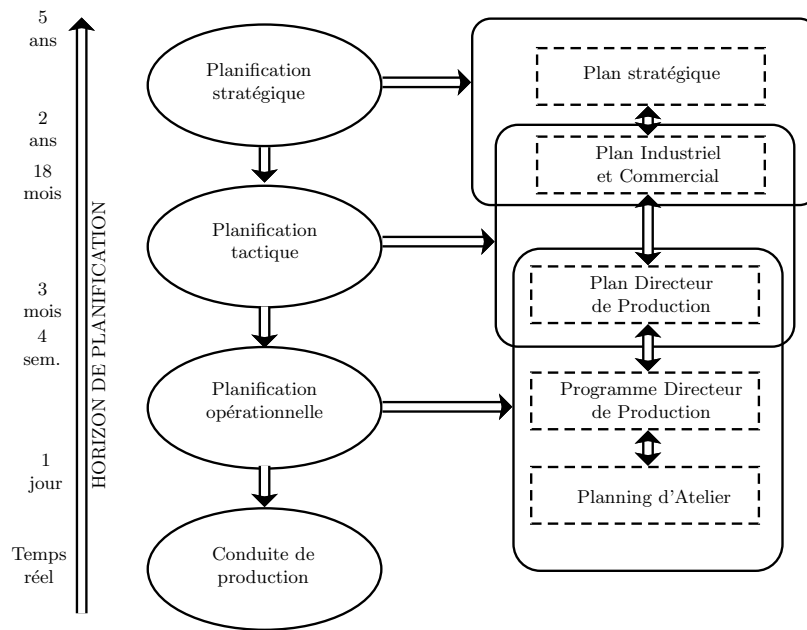 5
ans
2
ans
18
mois
3
mois
4
sem.
1
jour
Temps
réel
HORIZON DE PLANIFICATION
Planification
stratégique
Planification
tactique
Planification
opérationnelle
Conduite de
production
Plan stratégique
Plan Industriel
et Commercial
Plan Directeur
de Production
Programme Directeur
de Production
Planning d'Atelier